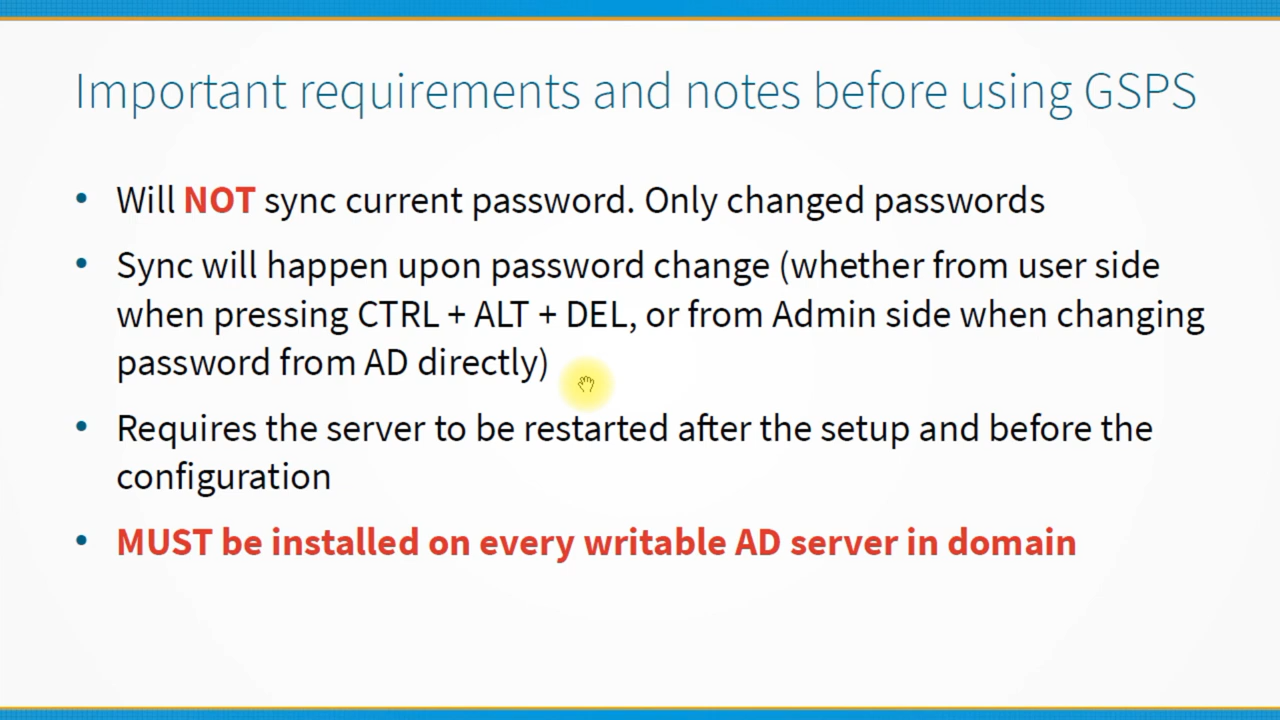 Important requirements and notes before using GSPS
• Will NOT sync current password. Only changed passwords
• Sync will happen upon password change (whether from user side
when pressing CTRL + ALT + DEL, or from Admin side when changing
password from AD directly)
• Requires the server to be restarted after the setup and before the
configuration
• MUST be installed on every writable AD server in domain